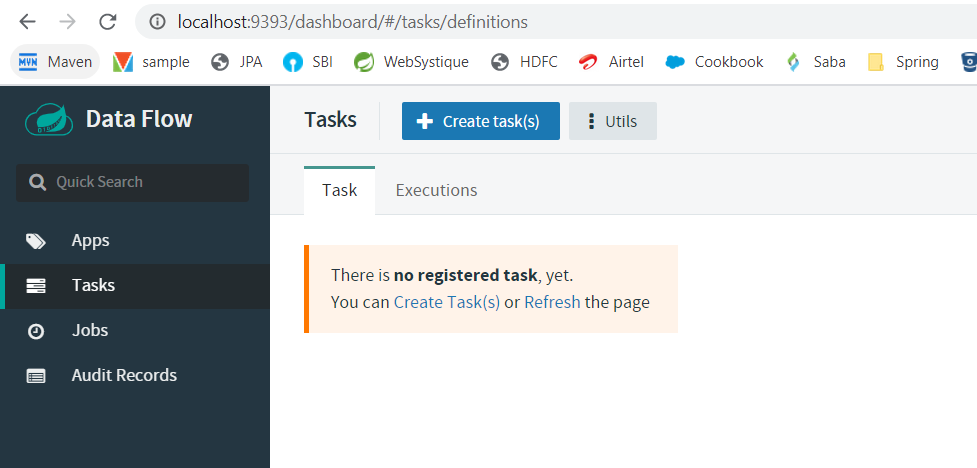 localhost:9393/dashboard/#/tasks/definitions
MVN Maven sample JPA SBI WebSystique HDFC Airtel Cookbook Saba Spring
Data Flow
Tasks
Create task(s)
Utils
Quick Search
Task
Executions
Apps
Tasks
Jobs
Audit Records
There is no registered task, yet.
You can Create Task(s) or Refresh the page